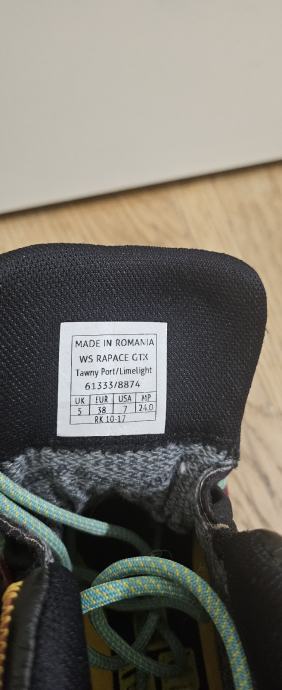 MADE IN ROMANIA
WS RAPACE GTX
Tawny Port/Limelight
61333/8874
UK EUR USA MP
5 38 7 24.0
RK 10-17